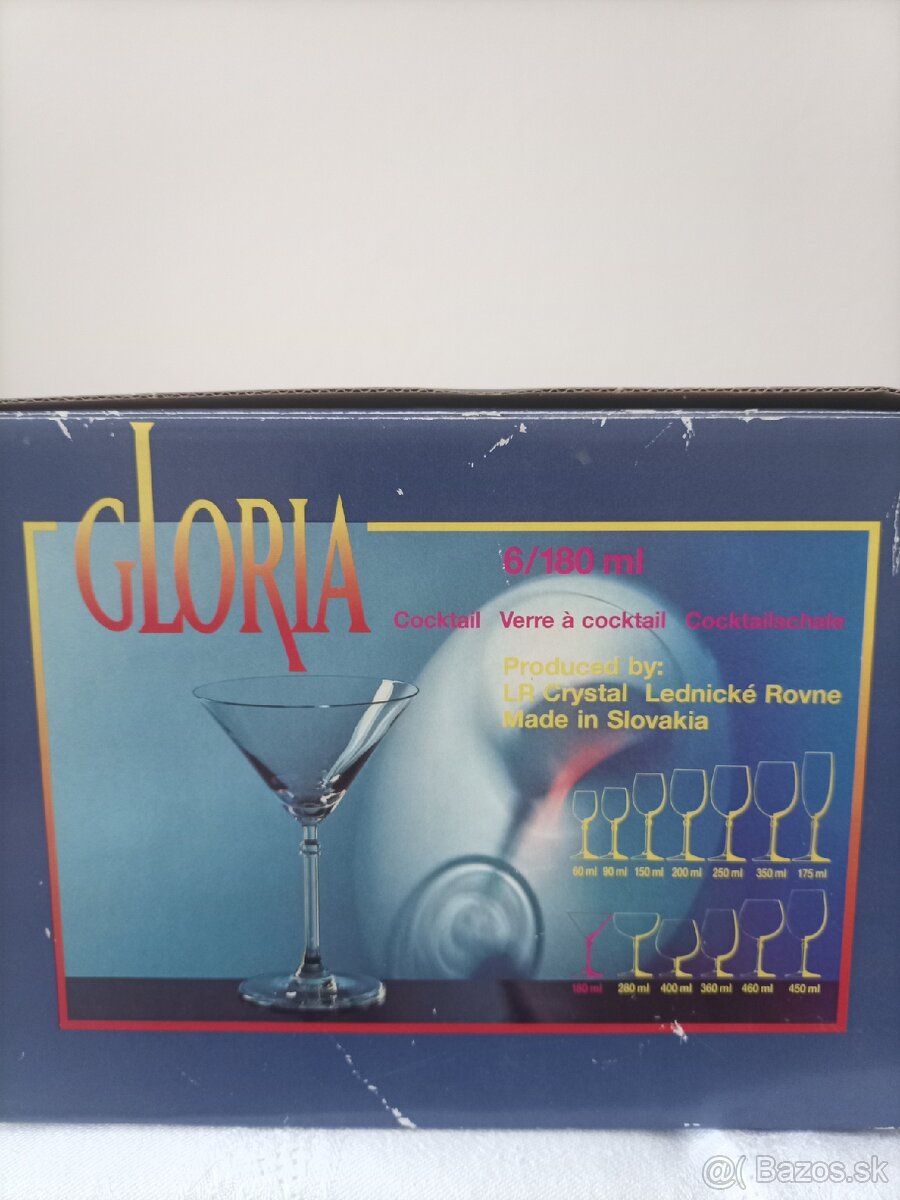 GLORIA
6/180 ml
Cocktail Verre à cocktail Cocktailschale
Produced by:
LR Crystal Lednické Rovne
Made in Slovakia
60 ml 90 ml 150 ml 200 ml 250 ml 350 ml 175 ml
180 ml 280 ml 400 ml 360 ml 460 ml 450 ml
@( Bazos.sk